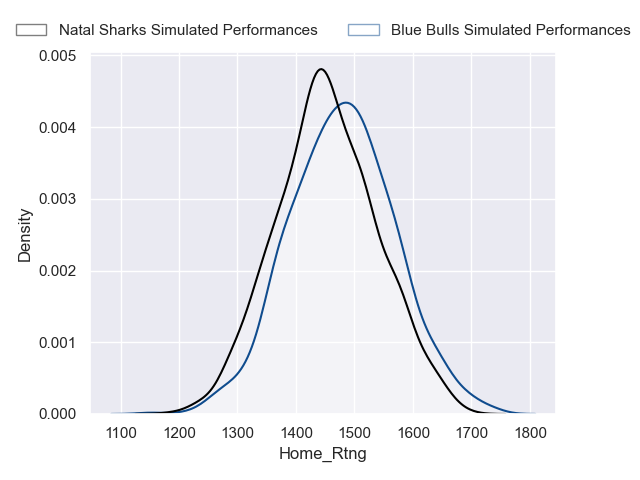 Natal Sharks Simulated Performances Blue Bulls Simulated Performances
0.005
0.004
0.003
0.002
0.001
0.000
Density
1100 1200 1300 1400 1500 1600 1700 1800
Home_Rtng